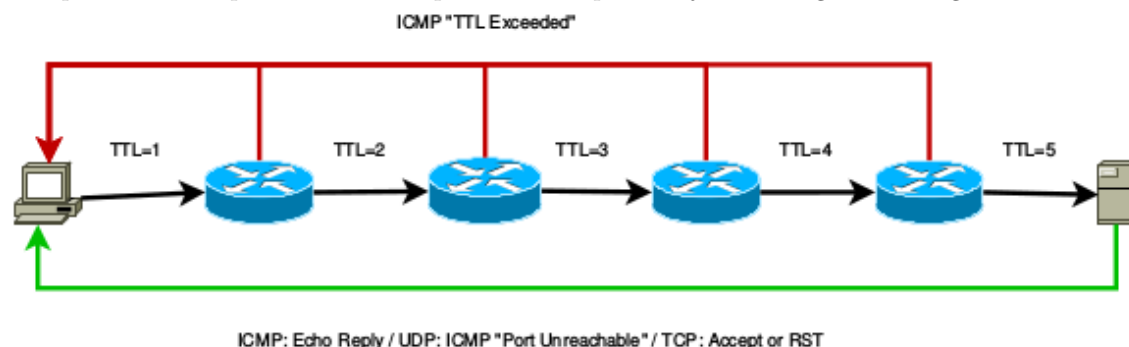 ICMP "TTL Exceeded"
TTL=1 TTL=2 TTL=3 TTL=4 TTL=5
ICMP: Echo Reply / UDP: ICMP "Port Unreachable" / TCP: Accept or RST